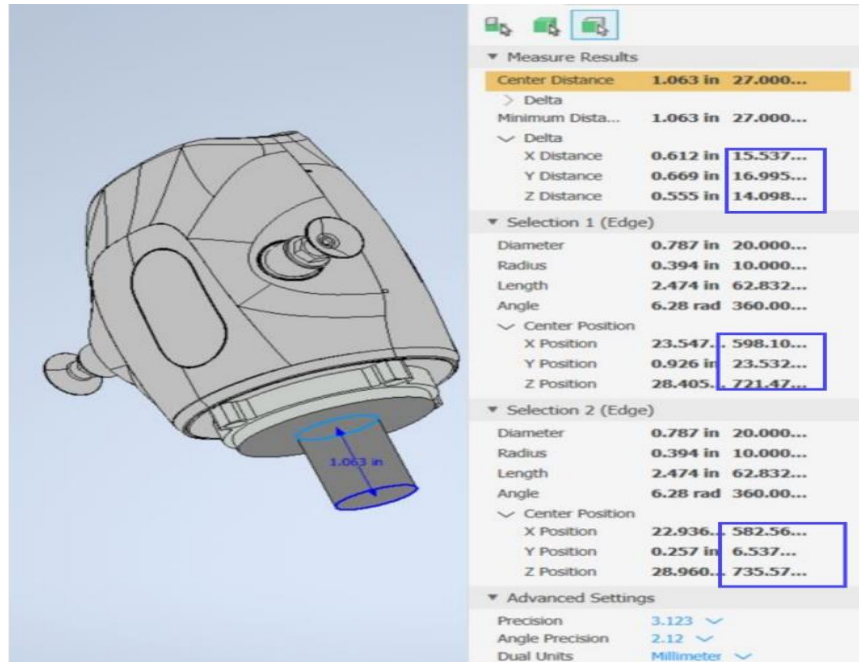 Measure Results
Center Distance 1.063 in 27.000...
Delta
Minimum Dista... 1.063 in 27.000...
Delta
X Distance 0.612 in 15.537...
Y Distance 0.669 in 16.995...
Z Distance 0.555 in 14.098...
Selection 1 (Edge)
Diameter 0.787 in 20.000...
Radius 0.394 in 10.000...
Length 2.474 in 62.832...
Angle 6.28 rad 360.00...
Center Position
X Position 23.547... 598.10...
Y Position 0.926 in 23.532...
Z Position 28.405... 721.47...
Selection 2 (Edge)
Diameter 0.787 in 20.000...
Radius 0.394 in 10.000...
Length 2.474 in 62.832...
Angle 6.28 rad 360.00...
Center Position
X Position 22.936... 582.56...
Y Position 0.257 in 6.537...
Z Position 28.960... 735.57...
Advanced Settings
Precision 3.123
Angle Precision 2.12
Dual Units Millimeter
1.063 in